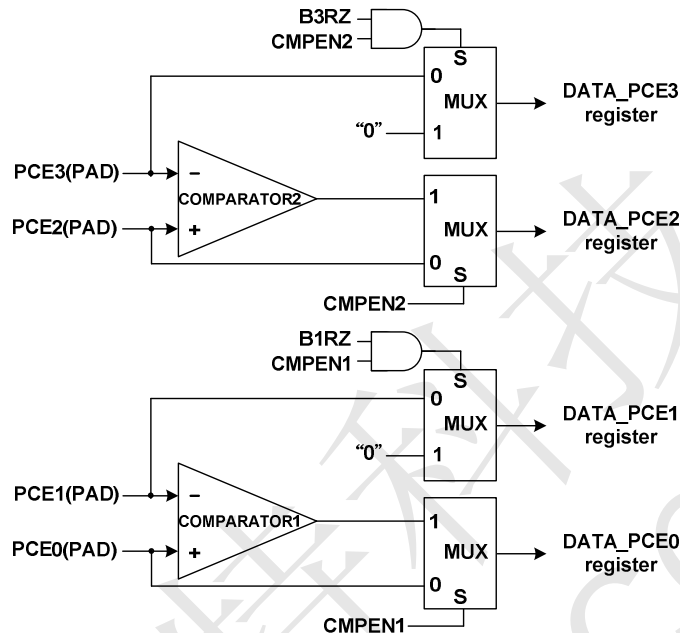 B3RZ
CMPEN2
S
0
MUX
DATA_PCE3
register
“0”
1
PCE3(PAD)
−
COMPARATOR2
PCE2(PAD)
+
1
MUX
DATA_PCE2
register
0
S
CMPEN2
B1RZ
CMPEN1
S
0
MUX
DATA_PCE1
register
“0”
1
PCE1(PAD)
−
COMPARATOR1
PCE0(PAD)
+
1
MUX
DATA_PCE0
register
0
S
CMPEN1